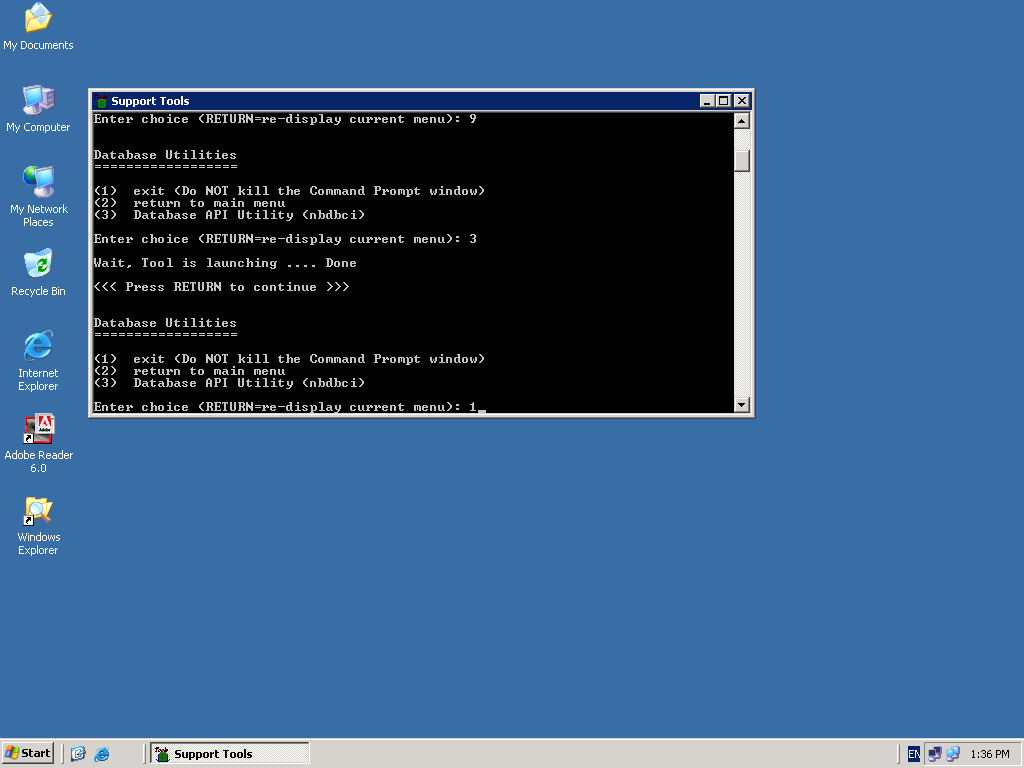 My Documents
My Computer
My Network
Places
Recycle Bin
Internet
Explorer
Adobe
Adobe Reader
6.0
Windows
Explorer
Support Tools
Enter choice (RETURN=re-display current menu): 9
Database Utilities
==================
(1)  exit (Do NOT kill the Command Prompt window)
(2)  return to main menu
(3)  Database API Utility (nbdbci)
Enter choice (RETURN=re-display current menu): 3
Wait, Tool is launching .... Done
<<< Press RETURN to continue >>>
Database Utilities
==================
(1)  exit (Do NOT kill the Command Prompt window)
(2)  return to main menu
(3)  Database API Utility (nbdbci)
Enter choice (RETURN=re-display current menu): 1_
Start
Support Tools
EN
1:36 PM